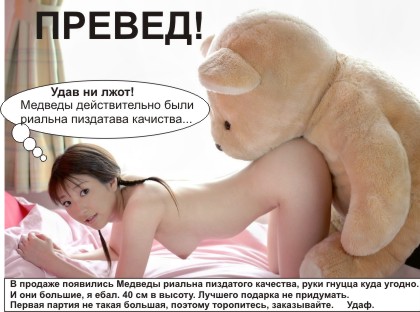 ПРЕВЕД!
Удав ни лжот!
Медведы действительно были
риальна пиздатава качиства...
В продаже появились Медведы риальна пиздатого качества, руки гнуцца куда угодно.
И они большие, я ебал. 40 см в высоту. Лучшего подарка не придумать.
Первая партия не такая большая, поэтому торопитесь, заказывайте. Удаф.